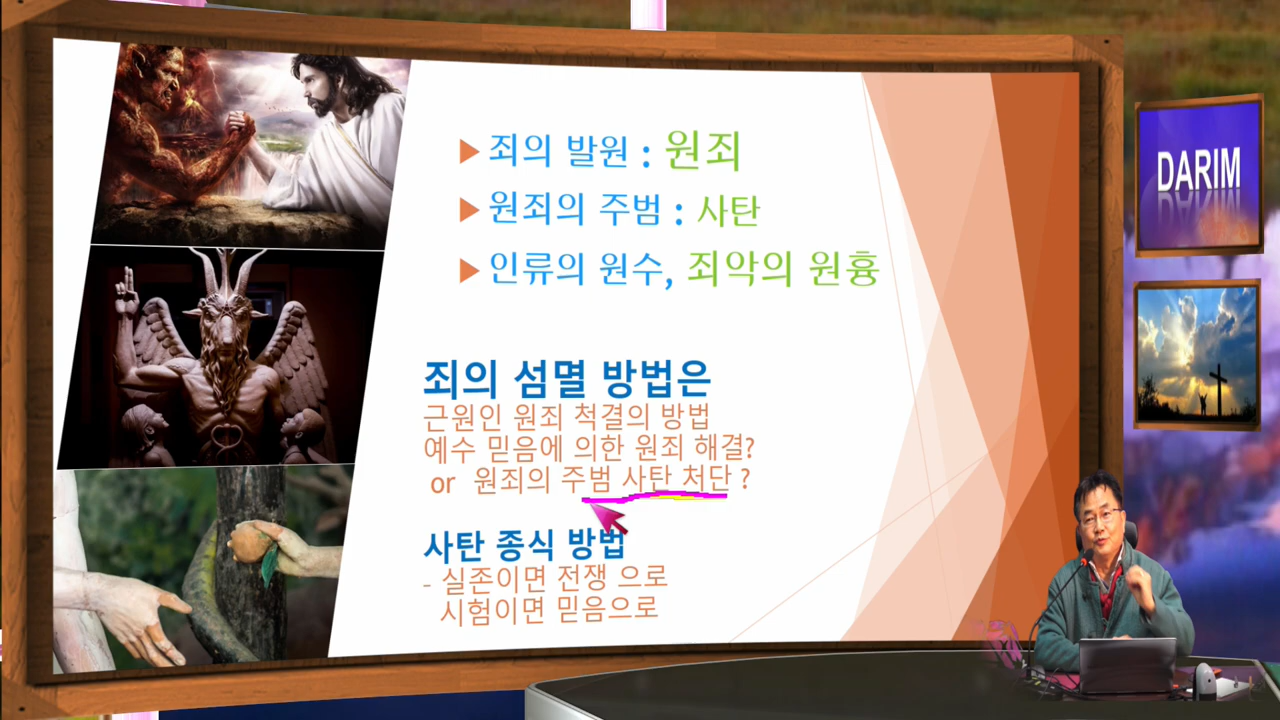 죄의 발원 : 원죄
원죄의 주범 : 사탄
인류의 원수, 죄악의 원흉
죄의 섬멸 방법은
근원인 원죄 척결의 방법
예수 믿음에 의한 원죄 해결?
or 원죄의 주범 사탄 처단 ?
사탄 종식 방법
- 실존이면 전쟁 으로
시험이면 믿음으로
DARIM